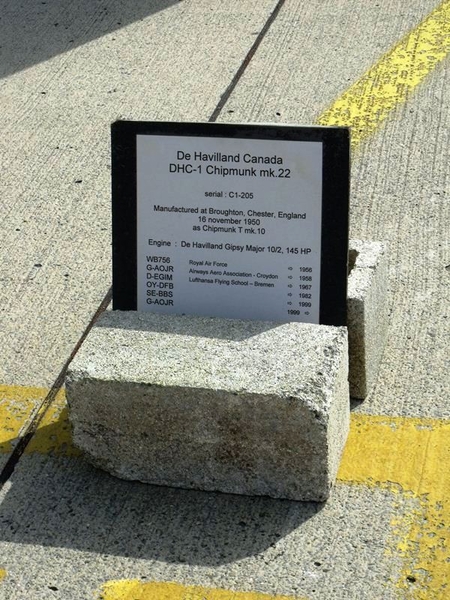 De Havilland Canada
DHC-1 Chipmunk mk.22
serial : C1-205
Manufactured at Broughton, Chester, England
16 november 1950
as Chipmunk T mk.10
Engine : De Havilland Gipsy Major 10/2, 145 HP
WB756 Royal Air Force ⇨ 1956
G-AOJR Airways Aero Association - Croydon ⇨ 1958
D-EGIM Lufthansa Flying School – Bremen ⇨ 1967
OY-DFB ⇨ 1982
SE-BBS ⇨ 1999
G-AOJR 1999 ⇨